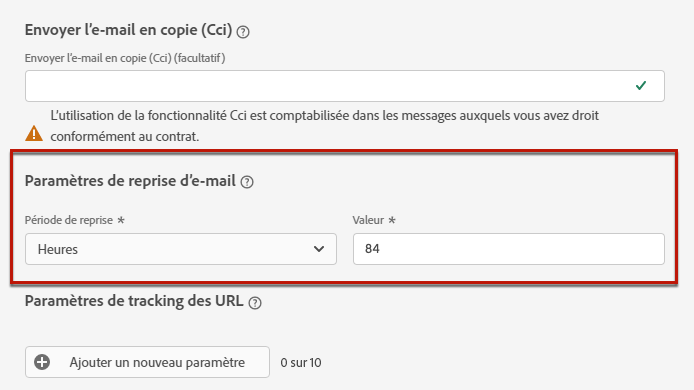 Envoyer l'e-mail en copie (Cci)
Envoyer l'e-mail en copie (Cci) (facultatif)
L'utilisation de la fonctionnalité Cci est comptabilisée dans les messages auxquels vous avez droit
conformément au contrat.
Paramètres de reprise d'e-mail
Période de reprise * Valeur *
Heures 84
Paramètres de tracking des URL
Ajouter un nouveau paramètre 0 sur 10